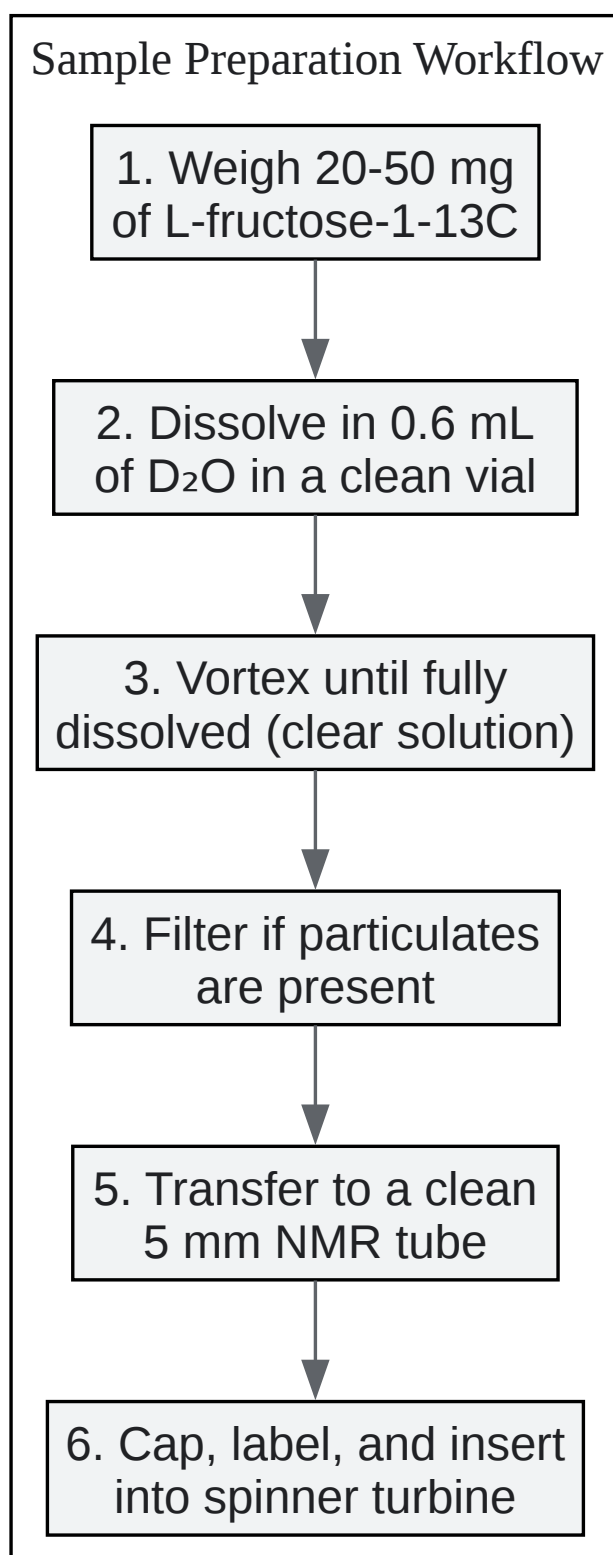 Sample Preparation Workflow
1. Weigh 20-50 mg
of L-fructose-1-13C
2. Dissolve in 0.6 mL
of D₂O in a clean vial
3. Vortex until fully
dissolved (clear solution)
4. Filter if particulates
are present
5. Transfer to a clean
5 mm NMR tube
6. Cap, label, and insert
into spinner turbine